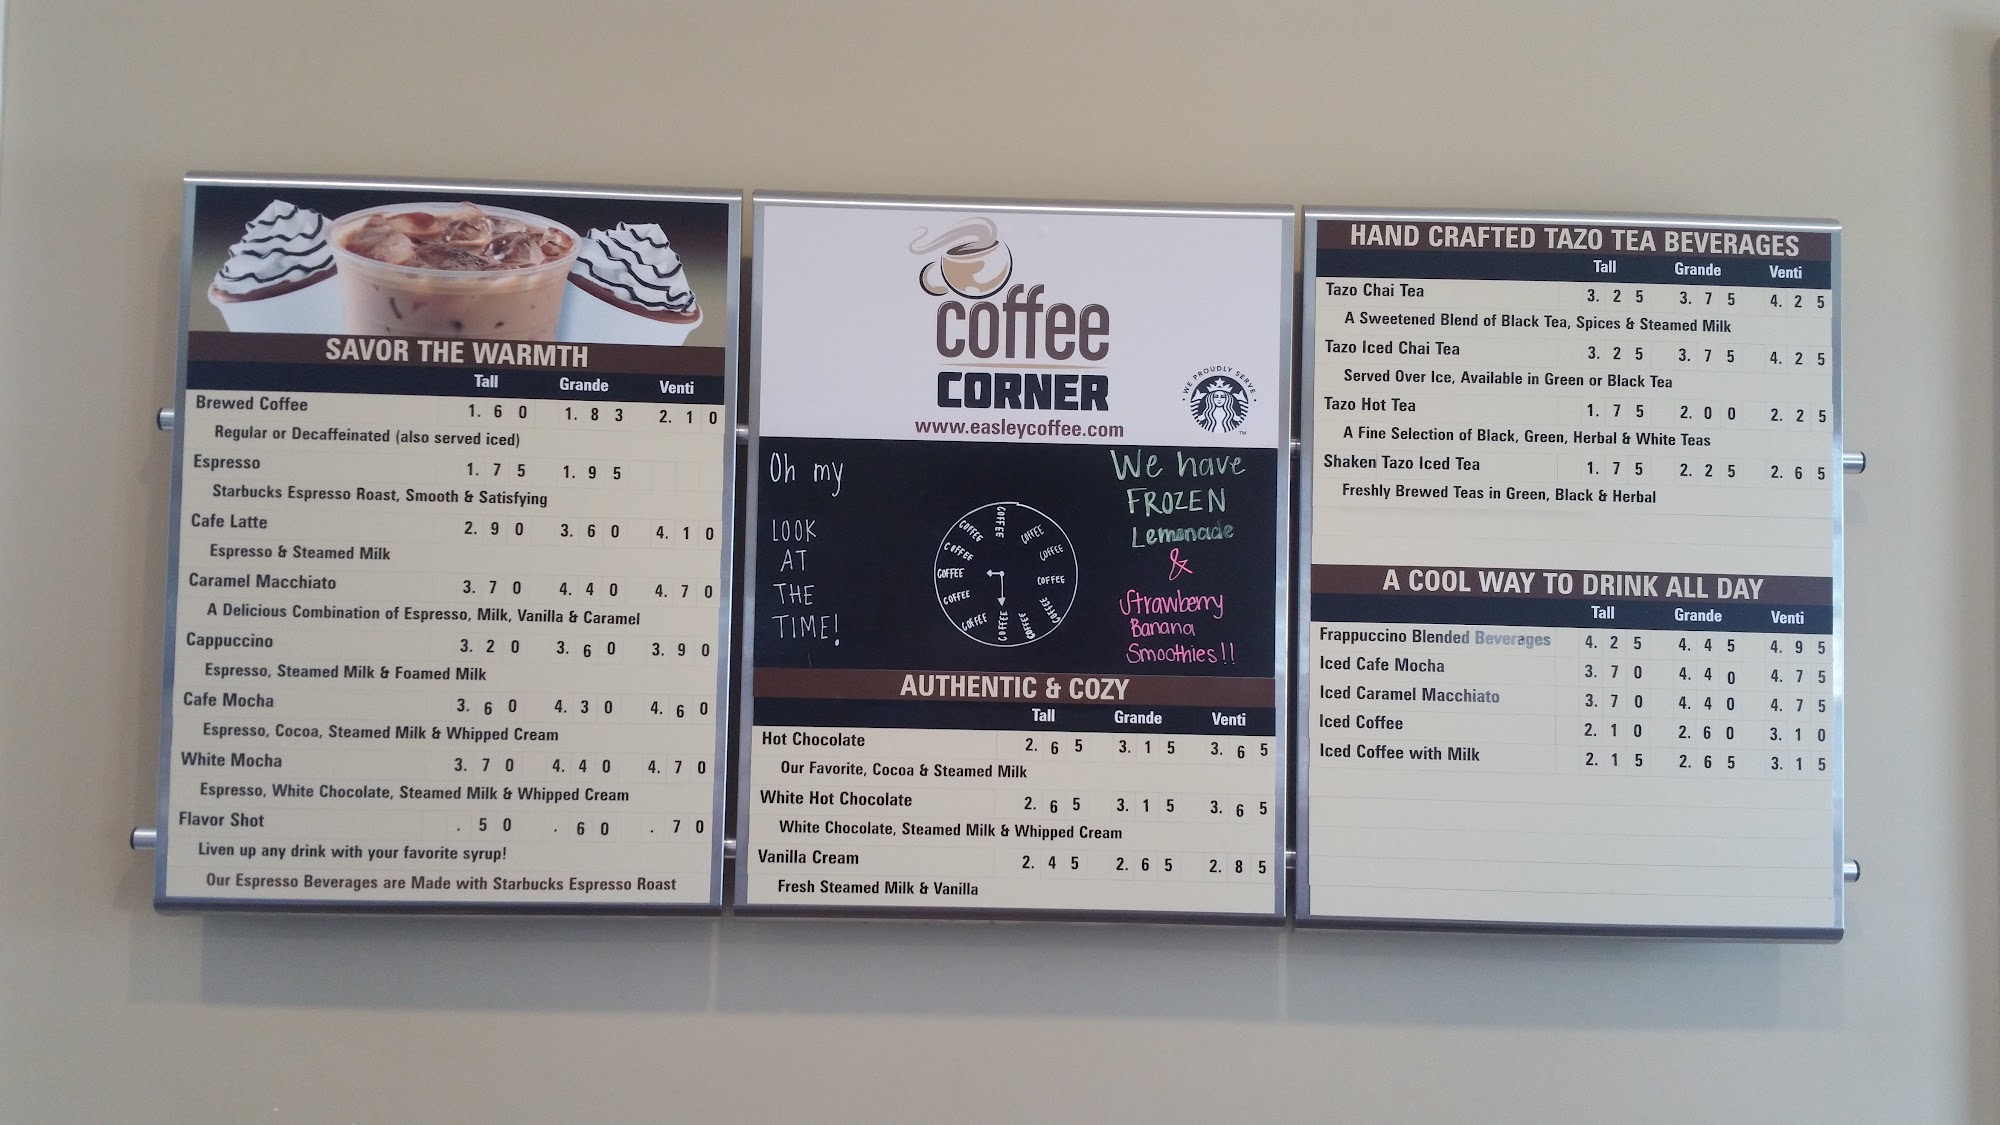 SAVOR THE WARMTH
Tall Grande Venti
Brewed Coffee 1.60 1.83 2.10
Regular or Decaffeinated (also served iced)
Espresso 1.75 1.95
Starbucks Espresso Roast, Smooth & Satisfying
Cafe Latte 2.90 3.60 4.10
Espresso & Steamed Milk
Caramel Macchiato 3.70 4.40 4.70
A Delicious Combination of Espresso, Milk, Vanilla & Caramel
Cappuccino 3.20 3.60 3.90
Espresso, Steamed Milk & Foamed Milk
Cafe Mocha 3.60 4.30 4.60
Espresso, Cocoa, Steamed Milk & Whipped Cream
White Mocha 3.70 4.40 4.70
Espresso, White Chocolate, Steamed Milk & Whipped Cream
Flavor Shot .50 .60 .70
Liven up any drink with your favorite syrup!
Our Espresso Beverages are Made with Starbucks Espresso Roast
coffee
CORNER
www.easleycoffee.com
WE PROUDLY SERVE
TM
Oh my
LOOK
AT
THE
TIME!
COFFEE
COFFEE
COFFEE
COFFEE
COFFEE
COFFEE
COFFEE
COFFEE
COFFEE
COFFEE
COFFEE
COFFEE
We have
FROZEN
Lemonade
&
Strawberry
Banana
Smoothies!!
AUTHENTIC & COZY
Tall Grande Venti
Hot Chocolate 2.65 3.15 3.65
Our Favorite, Cocoa & Steamed Milk
White Hot Chocolate 2.65 3.15 3.65
White Chocolate, Steamed Milk & Whipped Cream
Vanilla Cream 2.45 2.65 2.85
Fresh Steamed Milk & Vanilla
HAND CRAFTED TAZO TEA BEVERAGES
Tall Grande Venti
Tazo Chai Tea 3.25 3.75 4.25
A Sweetened Blend of Black Tea, Spices & Steamed Milk
Tazo Iced Chai Tea 3.25 3.75 4.25
Served Over Ice, Available in Green or Black Tea
Tazo Hot Tea 1.75 2.00 2.25
A Fine Selection of Black, Green, Herbal & White Teas
Shaken Tazo Iced Tea 1.75 2.25 2.65
Freshly Brewed Teas in Green, Black & Herbal
A COOL WAY TO DRINK ALL DAY
Tall Grande Venti
Frappuccino Blended Beverages 4.25 4.45 4.95
Iced Cafe Mocha 3.70 4.40 4.75
Iced Caramel Macchiato 3.70 4.40 4.75
Iced Coffee 2.10 2.60 3.10
Iced Coffee with Milk 2.15 2.65 3.15